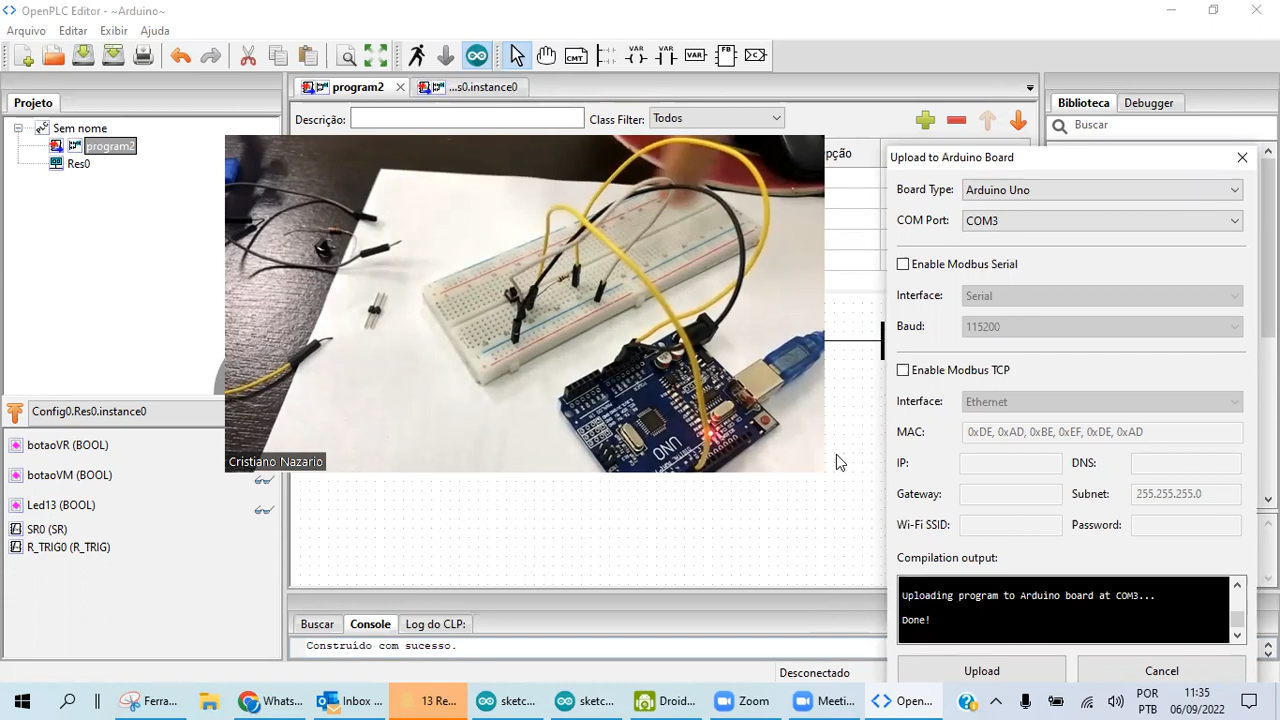 OpenPLC Editor - ~Arduino~
Arquivo Editar Exibir Ajuda
CMT VAR VAR VAR FB
Projeto
program2
...s0.instance0
Biblioteca
Debugger
Sem nome
program2
Res0
Descrição:
Class Filter:
Todos
Buscar
pção
Upload to Arduino Board
Board Type:
Arduino Uno
COM Port:
COM3
Enable Modbus Serial
Interface:
Serial
Baud:
115200
Enable Modbus TCP
Interface:
Ethernet
MAC:
0xDE, 0xAD, 0xBE, 0xEF, 0xDE, 0xAD
IP:
DNS:
Gateway:
Subnet:
255.255.255.0
Wi-Fi SSID:
Password:
Compilation output:
Uploading program to Arduino board at COM3...
Done!
Upload
Cancel
UNO
Cristiano Nazario
Config0.Res0.instance0
botaoVR (BOOL)
botaoVM (BOOL)
Led13 (BOOL)
SR0 (SR)
R_TRIG0 (R_TRIG)
Buscar
Console
Log do CLP:
Construído com sucesso.
Desconectado
Ferra...
Whats...
Inbox ...
13 Re...
sketc...
sketc...
Droid...
Zoom
Meeti...
Open...
POR
PTB
11:35
06/09/2022